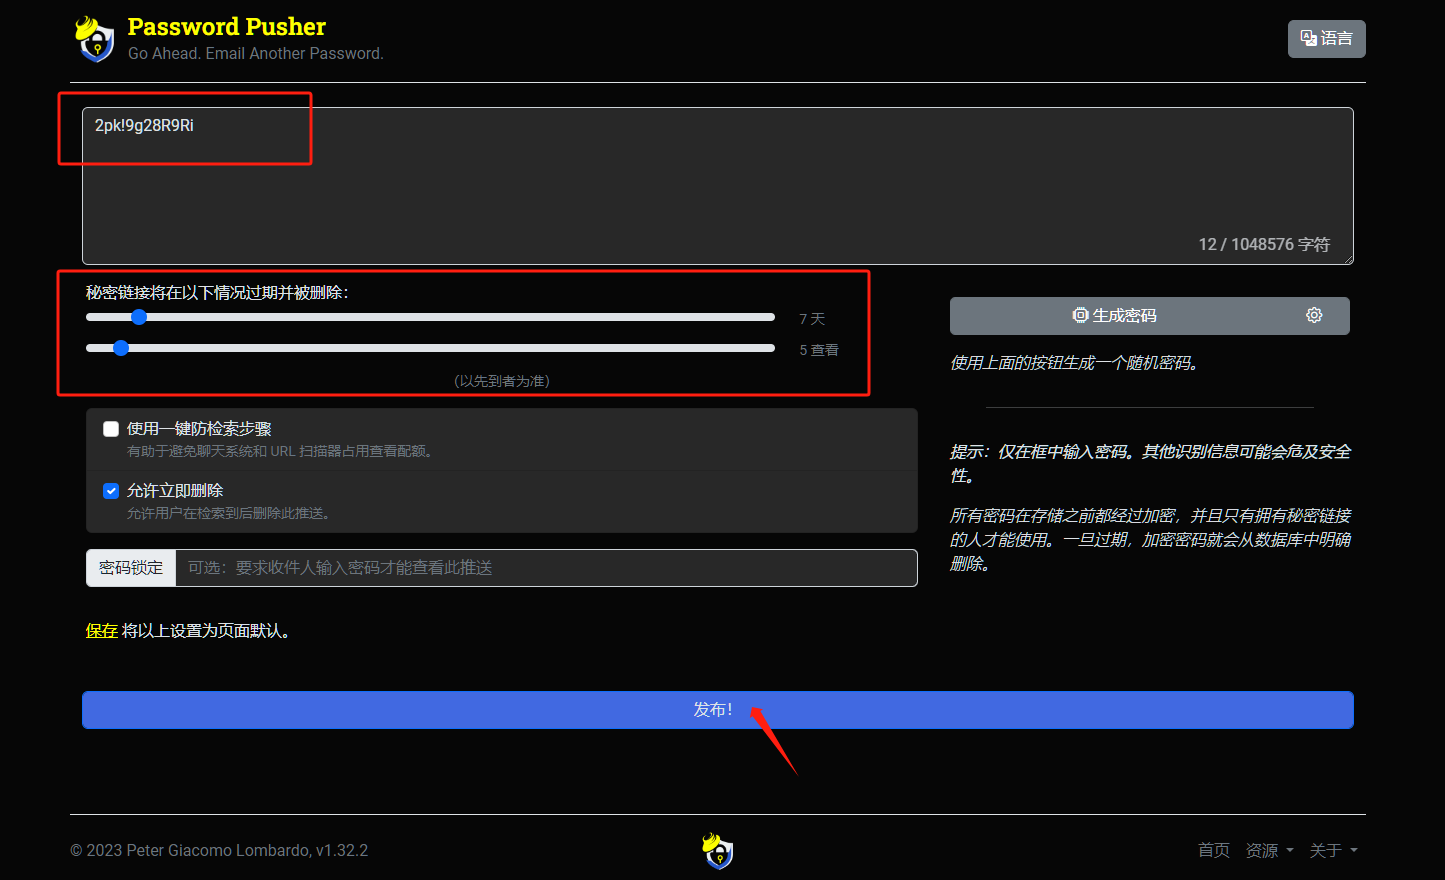 Password Pusher
Go Ahead. Email Another Password.
语言
2pk!9g28R9Ri
12 / 1048576 字符
秘密链接将在以下情况过期并被删除：
7 天
5 查看
（以先到者为准）
使用一键防检索步骤
有助于避免聊天系统和 URL 扫描器占用查看配额。
允许立即删除
允许用户在检索到后删除此推送。
密码锁定
可选：要求收件人输入密码才能查看此推送
保存 将以上设置为页面默认。
生成密码
使用上面的按钮生成一个随机密码。
提示：仅在框中输入密码。其他识别信息可能会危及安全
性。
所有密码在存储之前都经过加密，并且只有拥有秘密链接
的人才能使用。一旦过期，加密密码就会从数据库中明确
删除。
发布！
© 2023 Peter Giacomo Lombardo, v1.32.2
首页 资源 关于